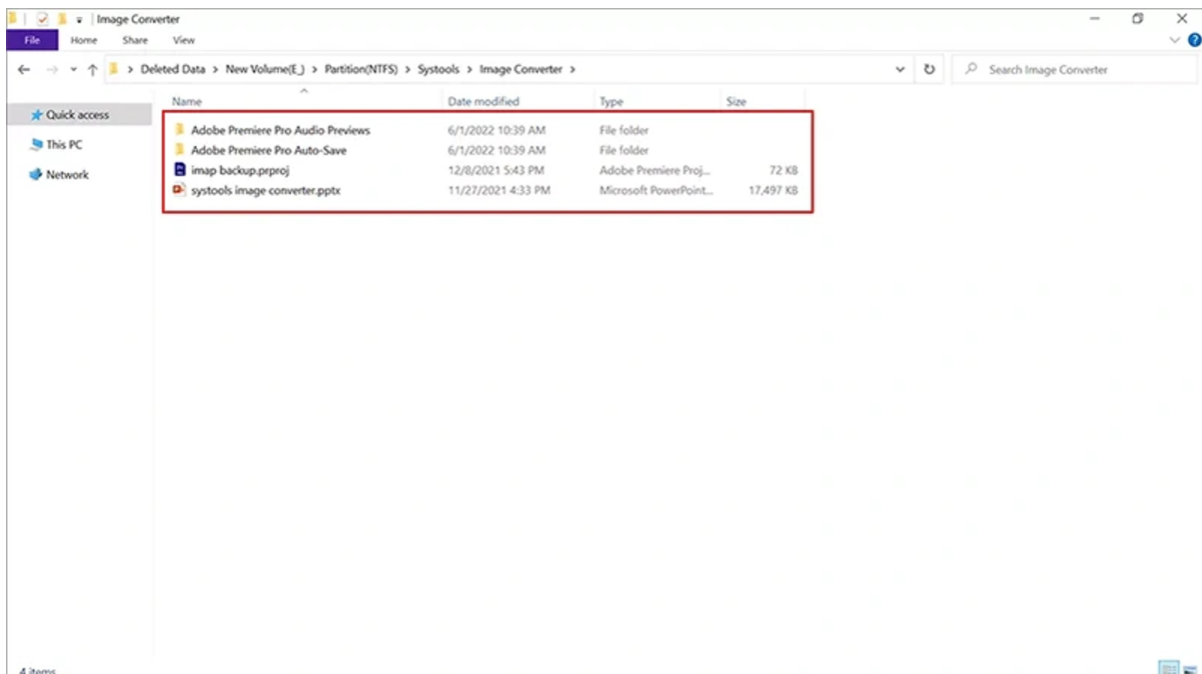 Image Converter
File Home Share View
Deleted Data > New Volume(E_) > Partition(NTFS) > Systools > Image Converter >
Search Image Converter
Name Date modified Type Size
Quick access
This PC
Network
Adobe Premiere Pro Audio Previews 6/1/2022 10:39 AM File folder
Adobe Premiere Pro Auto-Save 6/1/2022 10:39 AM File folder
imap backup.prproj 12/8/2021 5:43 PM Adobe Premiere Proj... 72 KB
systools image converter.pptx 11/27/2021 4:33 PM Microsoft PowerPoint... 17,497 KB
4 items